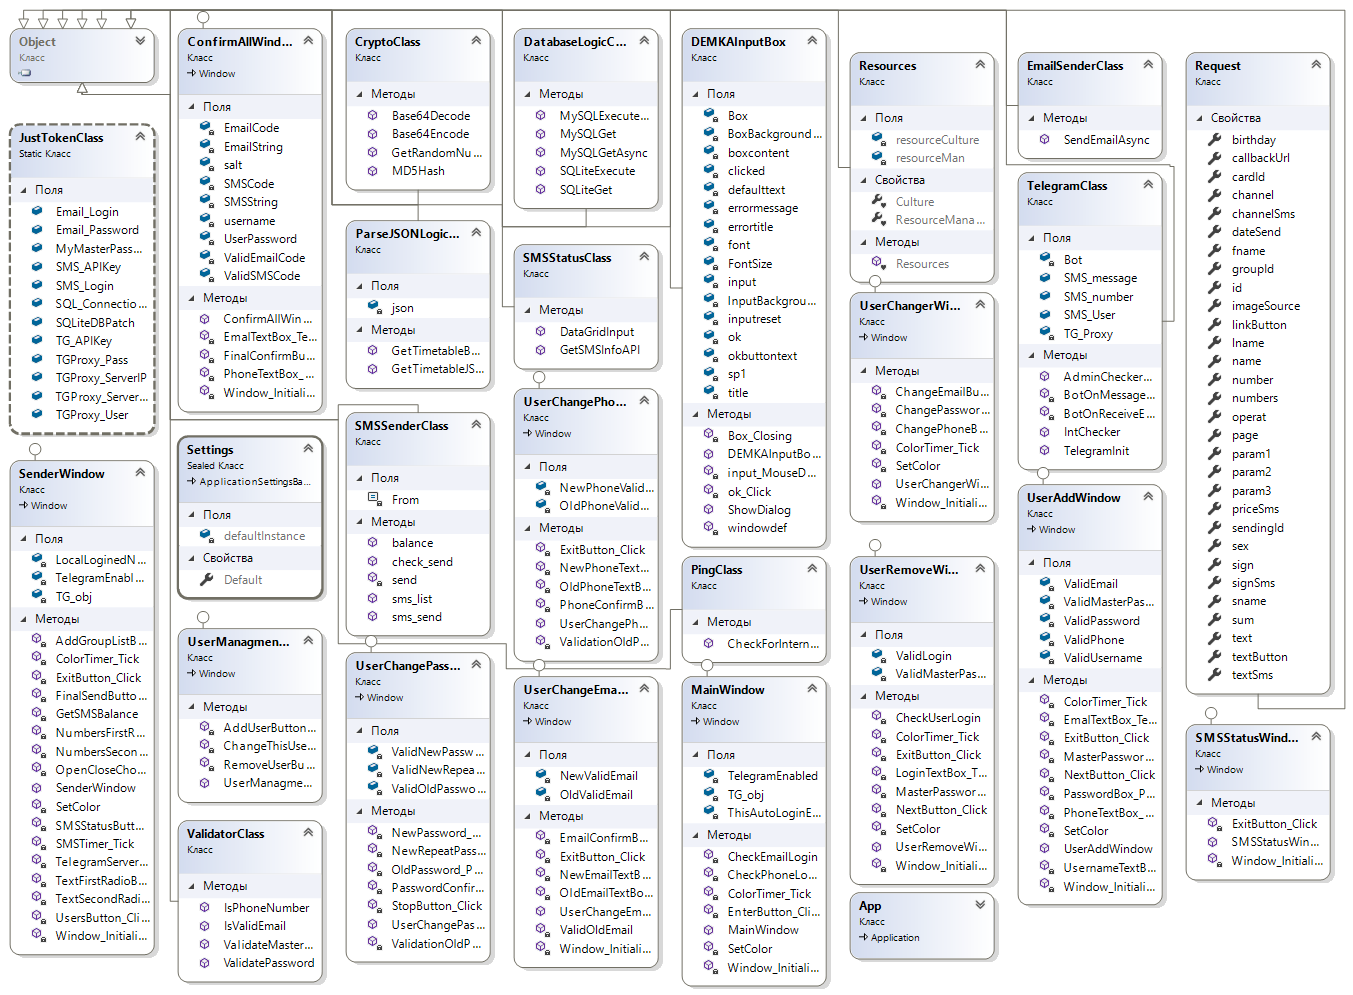 Object
Класс
JustTokenClass
Static Класс
Поля
Email_Login
Email_Password
MyMasterPass...
SMS_APIKey
SMS_Login
SQL_Connectio...
SQLiteDBPatch
TG_APIKey
TGProxy_Pass
TGProxy_ServerIP
TGProxy_Server...
TGProxy_User
SenderWindow
Класс
Window
Поля
LocalLoginedN...
TelegramEnabl...
TG_obj
Методы
AddGroupListB...
ColorTimer_Tick
ExitButton_Click
FinalSendButto...
GetSMSBalance
NumbersFirstR...
NumbersSecon...
OpenCloseCho...
SenderWindow
SetColor
SMSStatusButt...
SMSTimer_Tick
TelegramServer...
TextFirstRadioB...
TextSecondRadi...
UsersButton_Cli...
Window_Initiali...
ConfirmAllWind...
Класс
Window
Поля
EmailCode
EmailString
salt
SMSCode
SMSString
username
UserPassword
ValidEmailCode
ValidSMSCode
Методы
ConfirmAllWin...
EmalTextBox_Te...
FinalConfirmBu...
PhoneTextBox_...
Window_Initiali...
Settings
Sealed Класс
ApplicationSettingsBa...
Поля
defaultInstance
Свойства
Default
UserManagmen...
Класс
Window
Методы
AddUserButton...
ChangeThisUse...
RemoveUserBu...
UserManagme...
ValidatorClass
Класс
Методы
IsPhoneNumber
IsValidEmail
ValidateMaster...
ValidatePassword
CryptoClass
Класс
Методы
Base64Decode
Base64Encode
GetRandomNu...
MD5Hash
ParseJSONLogic...
Класс
Поля
json
Методы
GetTimetableB...
GetTimetableJS...
SMSSenderClass
Класс
Поля
From
Методы
balance
check_send
send
sms_list
sms_send
UserChangePass...
Класс
Window
Поля
ValidNewPassw...
ValidNewRepea...
ValidOldPasswo...
Методы
NewPassword_...
NewRepeatPass...
OldPassword_P...
PasswordConfir...
StopButton_Click
UserChangePas...
ValidationOldP...
DatabaseLogicC...
Класс
Методы
MySQLExecute...
MySQLGet
MySQLGetAsync
SQLiteExecute
SQLiteGet
SMSStatusClass
Класс
Методы
DataGridInput
GetSMSInfoAPI
UserChangePho...
Класс
Window
Поля
NewPhoneValid...
OldPhoneValid...
Методы
ExitButton_Click
NewPhoneText...
OldPhoneTextB...
PhoneConfirmB...
UserChangePh...
ValidationOldP...
UserChangeEma...
Класс
Window
Поля
NewValidEmail
OldValidEmail
Методы
EmailConfirmB...
ExitButton_Click
NewEmailTextB...
OldEmailTextBo...
UserChangeEm...
ValidOldEmail
Window_Initiali...
DEMKAInputBox
Класс
Поля
Box
BoxBackground...
boxcontent
clicked
defaulttext
errormessage
errortitle
font
FontSize
input
InputBackgrou...
inputreset
ok
okbuttontext
sp1
title
Методы
Box_Closing
DEMKAInputBo...
input_MouseD...
ok_Click
ShowDialog
windowdef
PingClass
Класс
Методы
CheckForIntern...
MainWindow
Класс
Window
Поля
TelegramEnabled
TG_obj
ThisAutoLoginE...
Методы
CheckEmailLogin
CheckPhoneLo...
ColorTimer_Tick
EnterButton_Cli...
MainWindow
SetColor
Window_Initiali...
Resources
Класс
Поля
resourceCulture
resourceMan
Свойства
Culture
ResourceMana...
Методы
Resources
UserChangerWi...
Класс
Window
Методы
ChangeEmailBu...
ChangePasswor...
ChangePhoneB...
ColorTimer_Tick
SetColor
UserChangerWi...
Window_Initiali...
UserRemoveWi...
Класс
Window
Поля
ValidLogin
ValidMasterPas...
Методы
CheckUserLogin
ColorTimer_Tick
ExitButton_Click
LoginTextBox_T...
MasterPasswor...
NextButton_Click
SetColor
UserRemoveWi...
Window_Initiali...
App
Класс
Application
EmailSenderClass
Класс
Методы
SendEmailAsync
TelegramClass
Класс
Поля
Bot
SMS_message
SMS_number
SMS_User
TG_Proxy
Методы
AdminChecker...
BotOnMessage...
BotOnReceiveE...
IntChecker
TelegramInit
UserAddWindow
Класс
Window
Поля
ValidEmail
ValidMasterPas...
ValidPassword
ValidPhone
ValidUsername
Методы
ColorTimer_Tick
EmalTextBox_Te...
ExitButton_Click
MasterPasswor...
NextButton_Click
PasswordBox_P...
PhoneTextBox_...
SetColor
UserAddWindow
UsernameTextB...
Window_Initiali...
Request
Класс
Свойства
birthday
callbackUrl
cardId
channel
channelSms
dateSend
fname
groupId
id
imageSource
linkButton
lname
name
number
numbers
operat
page
param1
param2
param3
priceSms
sendingId
sex
sign
signSms
sname
sum
text
textButton
textSms
SMSStatusWind...
Класс
Window
Методы
ExitButton_Click
SMSStatusWin...
Window_Initiali...